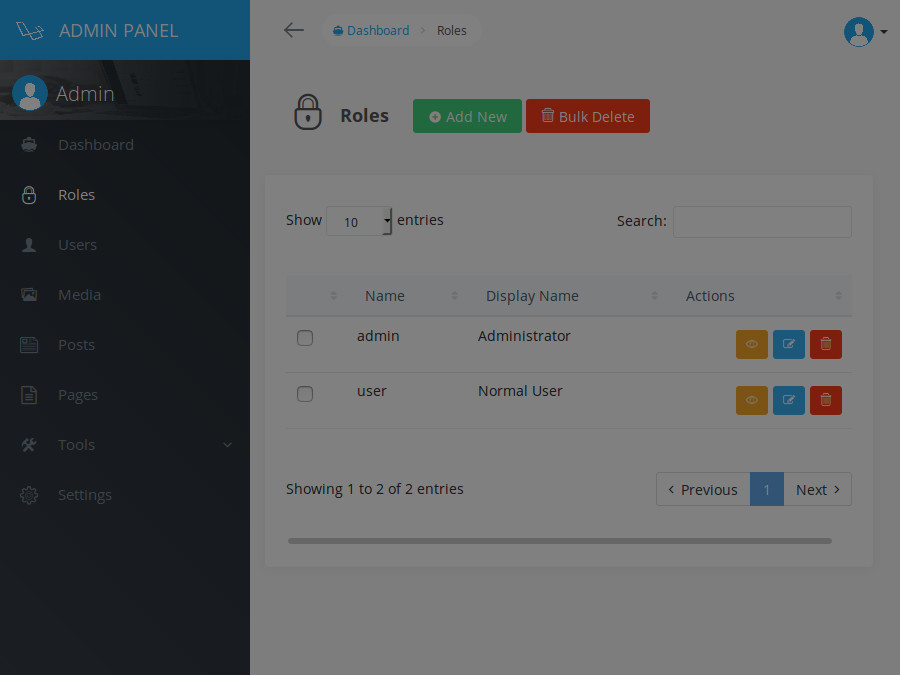 ADMIN PANEL
Dashboard Roles
Admin
Roles Add New Bulk Delete
Dashboard
Roles
Users
Media
Posts
Pages
Tools
Settings
Show 10 entries Search:
Name Display Name Actions
admin Administrator
user Normal User
Showing 1 to 2 of 2 entries Previous 1 Next